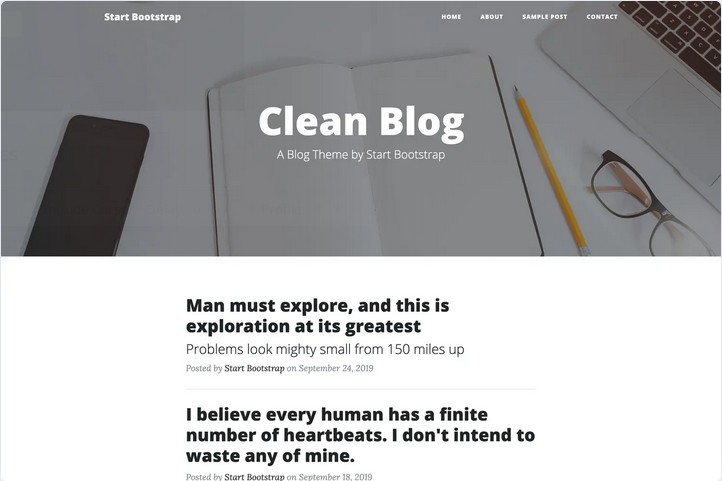 Start Bootstrap
HOME ABOUT SAMPLE POST CONTACT
Clean Blog
A Blog Theme by Start Bootstrap
Man must explore, and this is
exploration at its greatest
Problems look mighty small from 150 miles up
Posted by Start Bootstrap on September 24, 2019
I believe every human has a finite
number of heartbeats. I don't intend to
waste any of mine.
Posted by Start Bootstrap on September 18, 2019